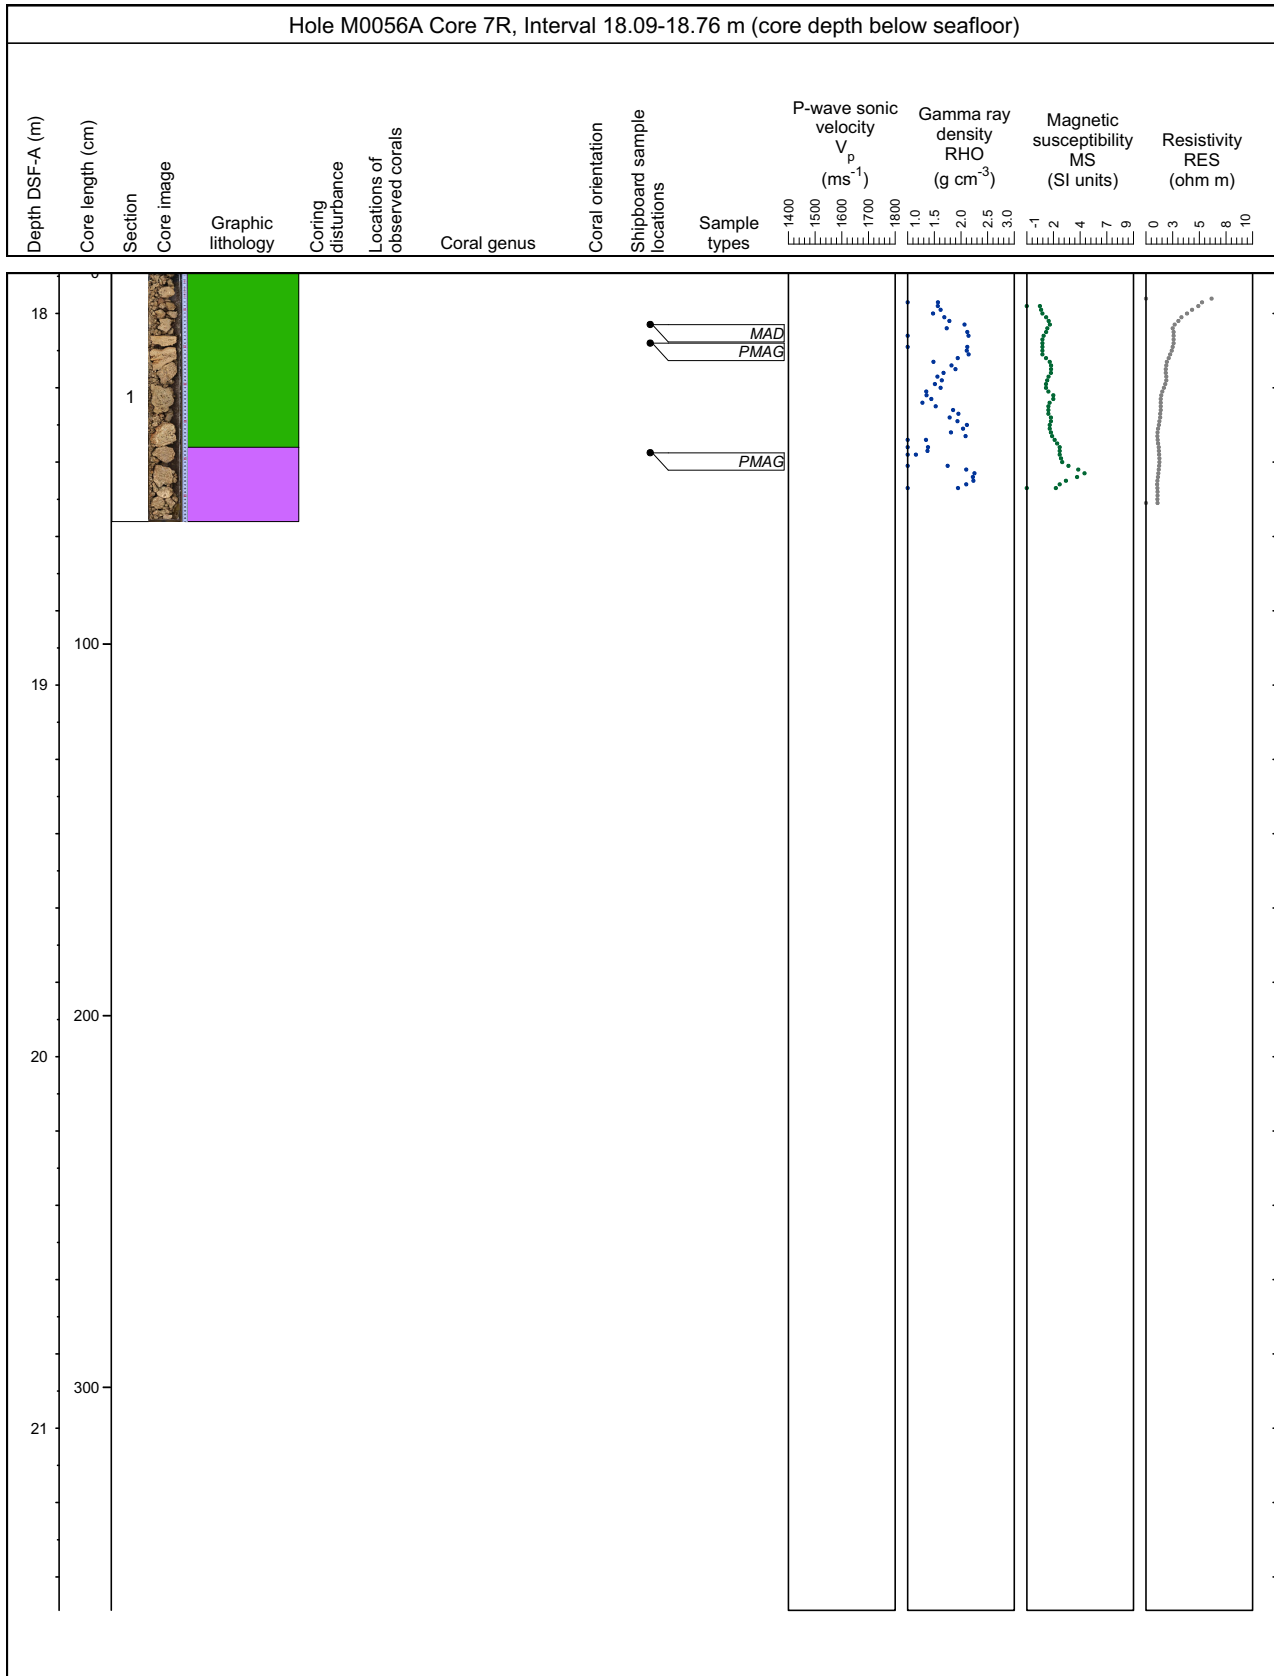 Hole M0056A Core 7R, Interval 18.09-18.76 m (core depth below seafloor)
Depth DSF-A (m)
Core length (cm)
Section
Core image
Graphic
lithology
Coring
disturbance
Locations of
observed corals
Coral genus
Coral orientation
Shipboard sample
locations
Sample
types
P-wave sonic
velocity
Vp
(ms-1)
1400 1500 1600 1700 1800
Gamma ray
density
RHO
(g cm-3)
1.0 1.5 2.0 2.5 3.0
Magnetic
susceptibility
MS
(SI units)
-1 2 4 7 9
Resistivity
RES
(ohm m)
0 3 5 8 10
0
18
MAD
PMAG
1
PMAG
100
19
200
20
300
21